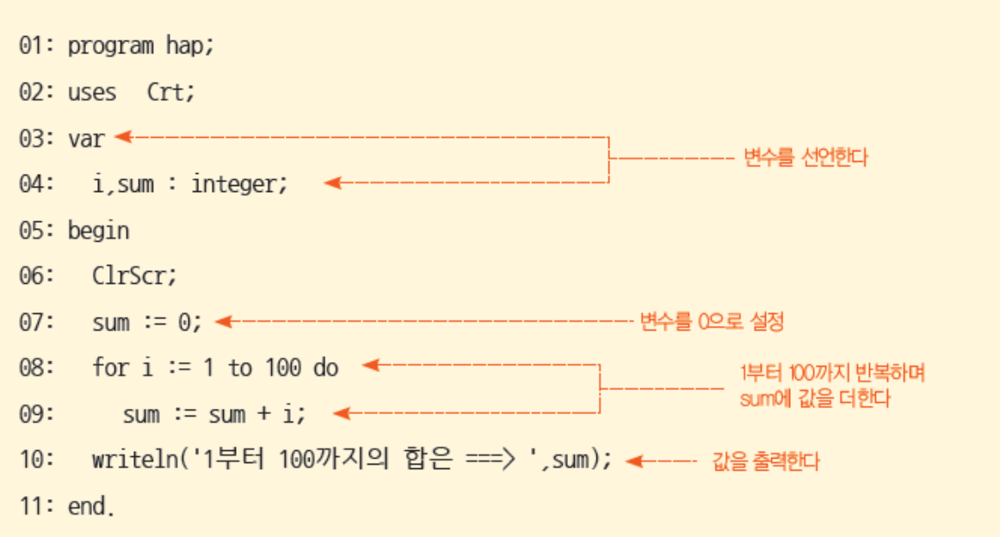 01: program hap;
02: uses  Crt;
03: var
변수를 선언한다
04:   i,sum : integer;
05: begin
06:   ClrScr;
07:   sum := 0;
변수를 0으로 설정
08:   for i := 1 to 100 do
1부터 100까지 반복하며
sum에 값을 더한다
09:     sum := sum + i;
10:   writeln('1부터 100까지의 합은 ===> ',sum);
값을 출력한다
11: end.